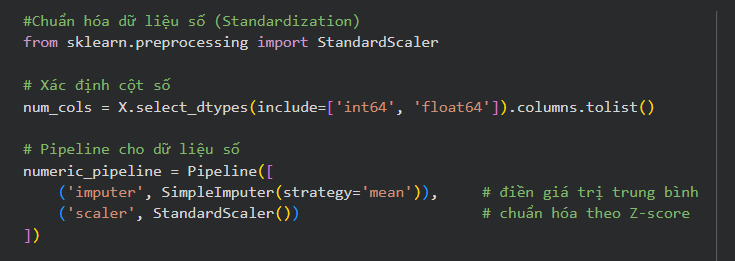 #Chuẩn hóa dữ liệu số (Standardization)
from sklearn.preprocessing import StandardScaler
# Xác định cột số
num_cols = X.select_dtypes(include=['int64', 'float64']).columns.tolist()
# Pipeline cho dữ liệu số
numeric_pipeline = Pipeline([
    ('imputer', SimpleImputer(strategy='mean')),     # điền giá trị trung bình
    ('scaler', StandardScaler())                     # chuẩn hóa theo Z-score
])